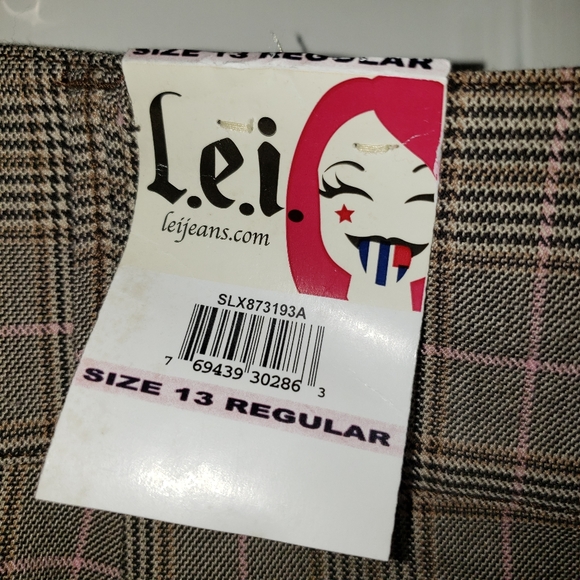 SIZE 13 REGULAR
l.e.i.
leijeans.com
SLX873193A
7 69439 30286 3
SIZE 13 REGULAR